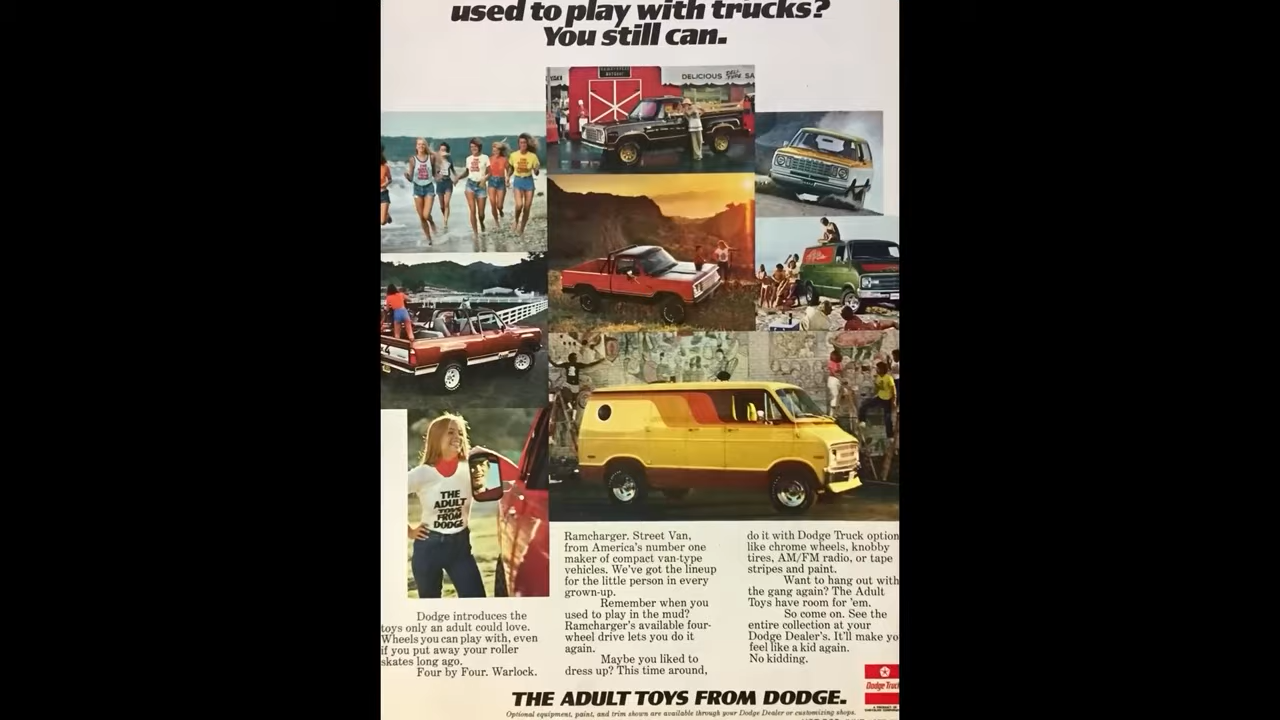 used to play with trucks?
You still can.
DELICIOUS
THE
ADULT
TOYS
FROM
DODGE
Dodge introduces the
toys only an adult could love.
Wheels you can play with, even
if you put away your roller
skates long ago.
Four by Four. Warlock.
Ramcharger. Street Van,
from America's number one
maker of compact van-type
vehicles. We've got the lineup
for the little person in every
grown-up.
Remember when you
used to play in the mud?
Ramcharger's available four-
wheel drive lets you do it
again.
Maybe you liked to
dress up? This time around,
do it with Dodge Truck option
like chrome wheels, knobby
tires, AM/FM radio, or tape
stripes and paint.
Want to hang out with
the gang again? The Adult
Toys have room for 'em.
So come on. See the
entire collection at your
Dodge Dealer's. It'll make yo
feel like a kid again.
No kidding.
Dodge Truc
THE ADULT TOYS FROM DODGE.
Optional equipment, paint, and trim shown are available through your Dodge Dealer or customizing shops.